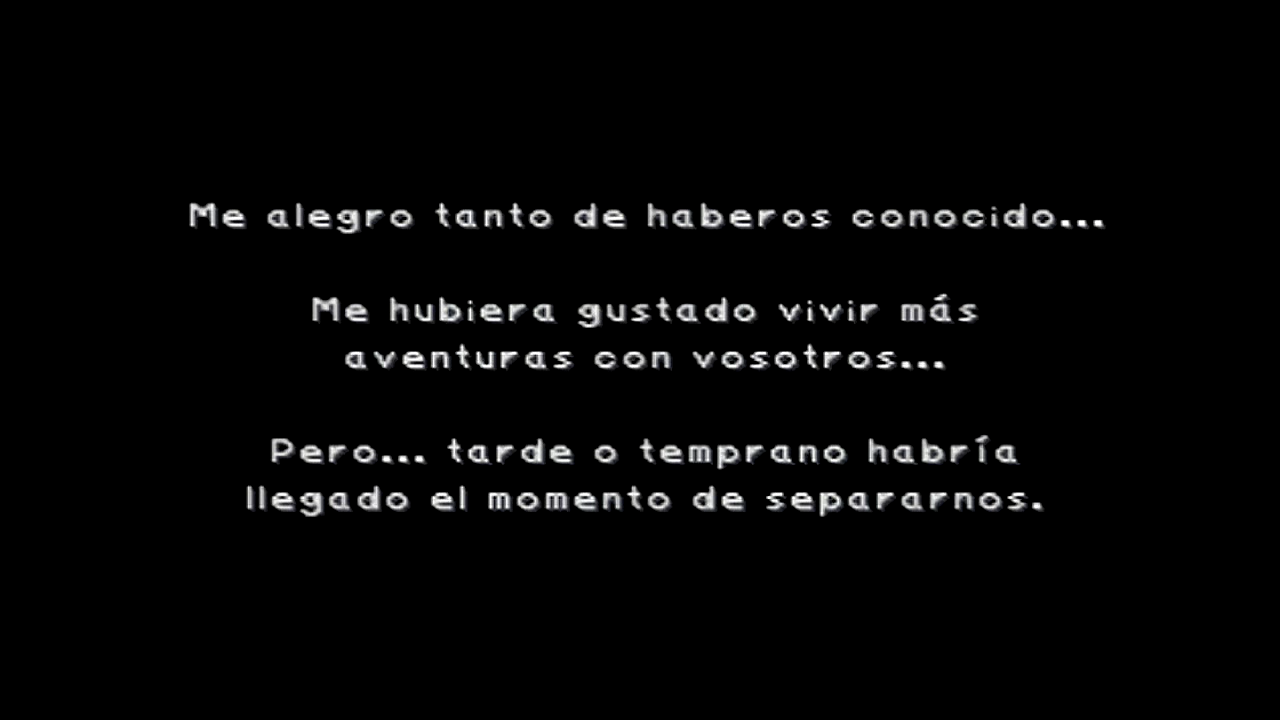 Me alegro tanto de haberos conocido...
Me hubiera gustado vivir más
aventuras con vosotros...
Pero... tarde o temprano habría
llegado el momento de separarnos.